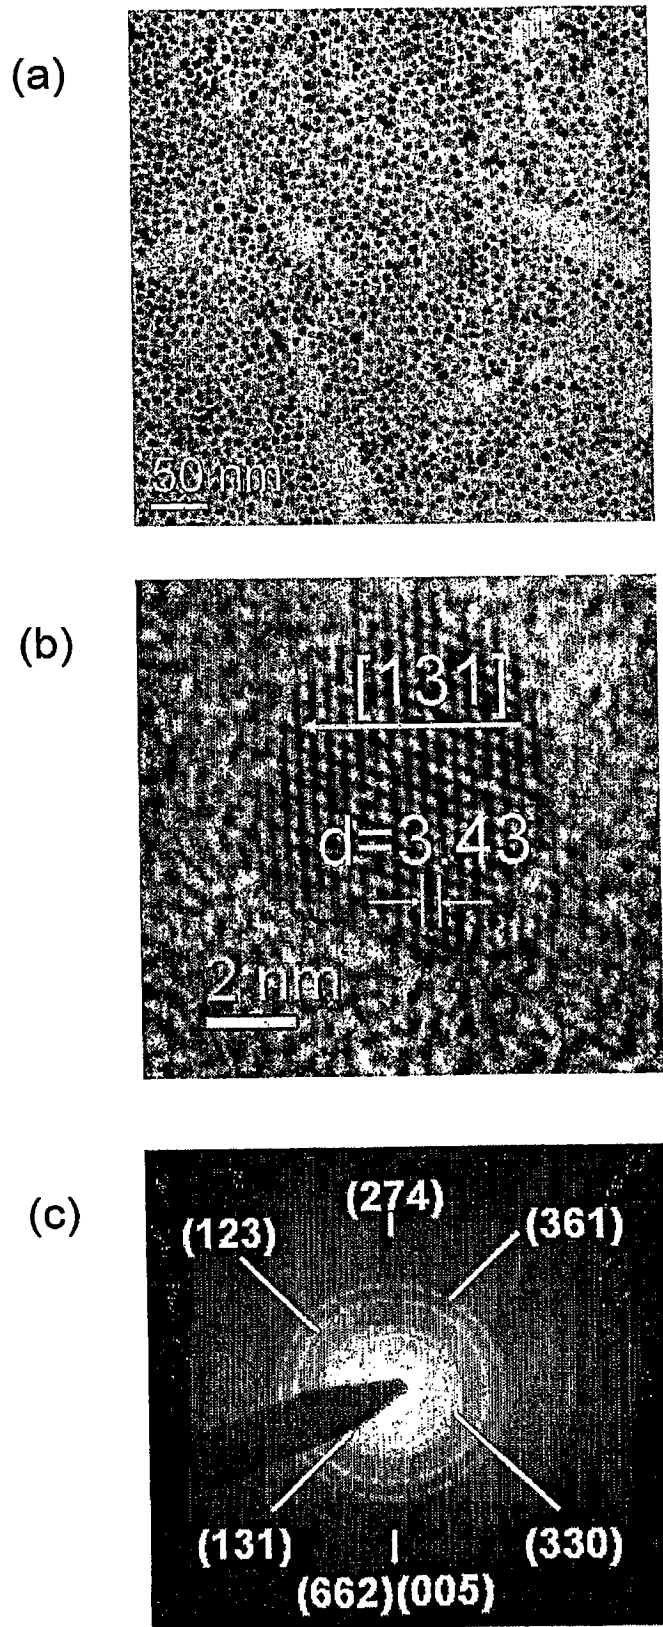 (a)
50 nm
(b)
[131]
d=3.43
2 nm
(c)
(274)
(123)
(361)
(131)
(330)
(662)(005)